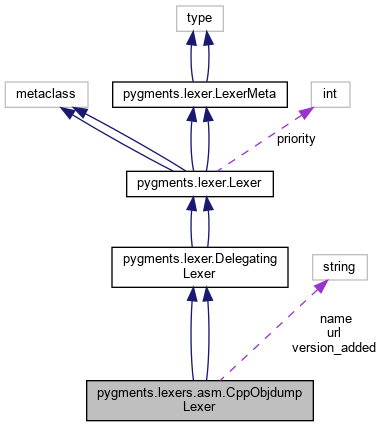 type
metaclass
pygments.lexer.LexerMeta
int
priority
pygments.lexer.Lexer
pygments.lexer.Delegating
Lexer
string
name
url
version_added
pygments.lexers.asm.CppObjdump
Lexer